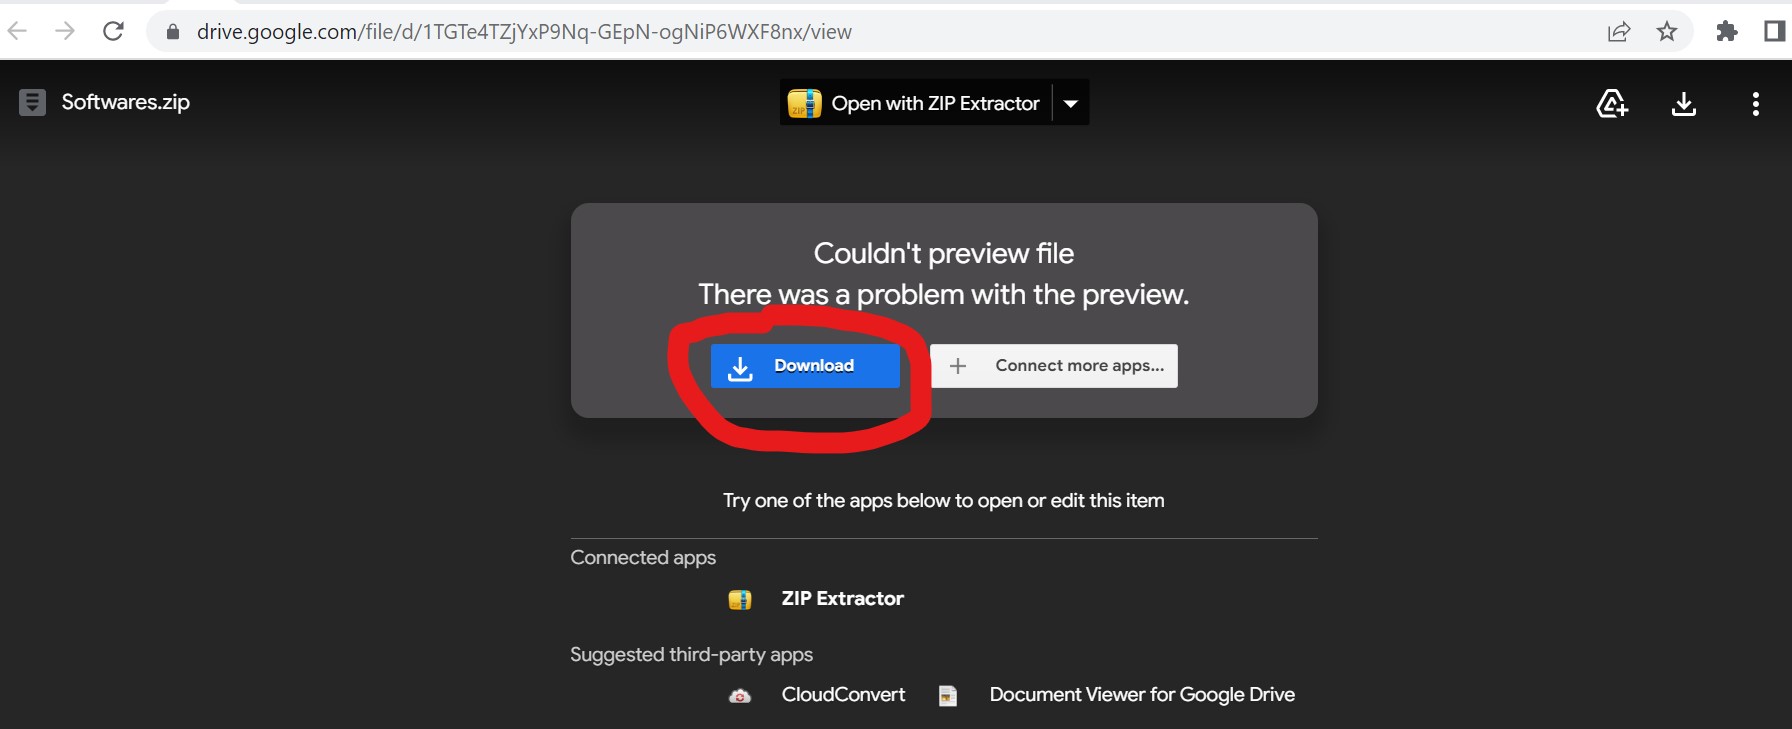 drive.google.com/file/d/1TGTe4TZjYxP9Nq-GEpN-ogNiP6WXF8nx/view
Softwares.zip
Open with ZIP Extractor
Couldn't preview file
There was a problem with the preview.
Download
Connect more apps...
Try one of the apps below to open or edit this item
Connected apps
ZIP Extractor
Suggested third-party apps
CloudConvert
Document Viewer for Google Drive